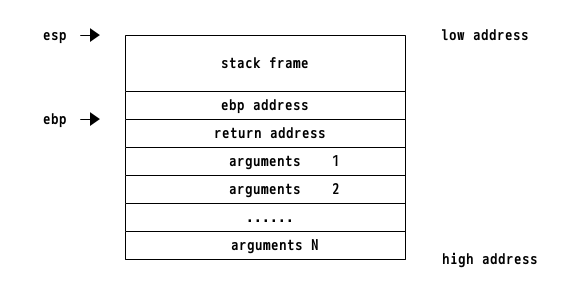 esp low address
stack frame
ebp address
ebp
return address
arguments 1
arguments 2
......
arguments N
high address